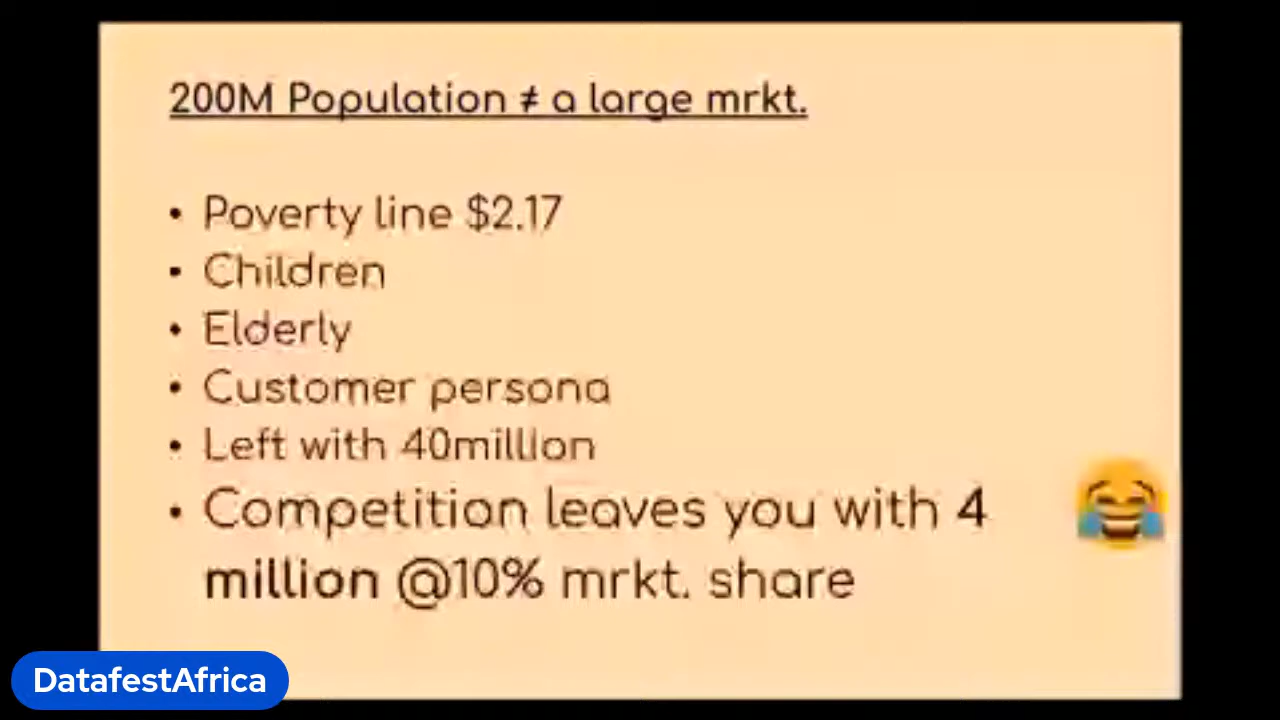 200M Population ≠ a large mrkt.
• Poverty line $2.17
• Children
• Elderly
• Customer persona
• Left with 40million
• Competition leaves you with 4
million @10% mrkt. share
DatafestAfrica